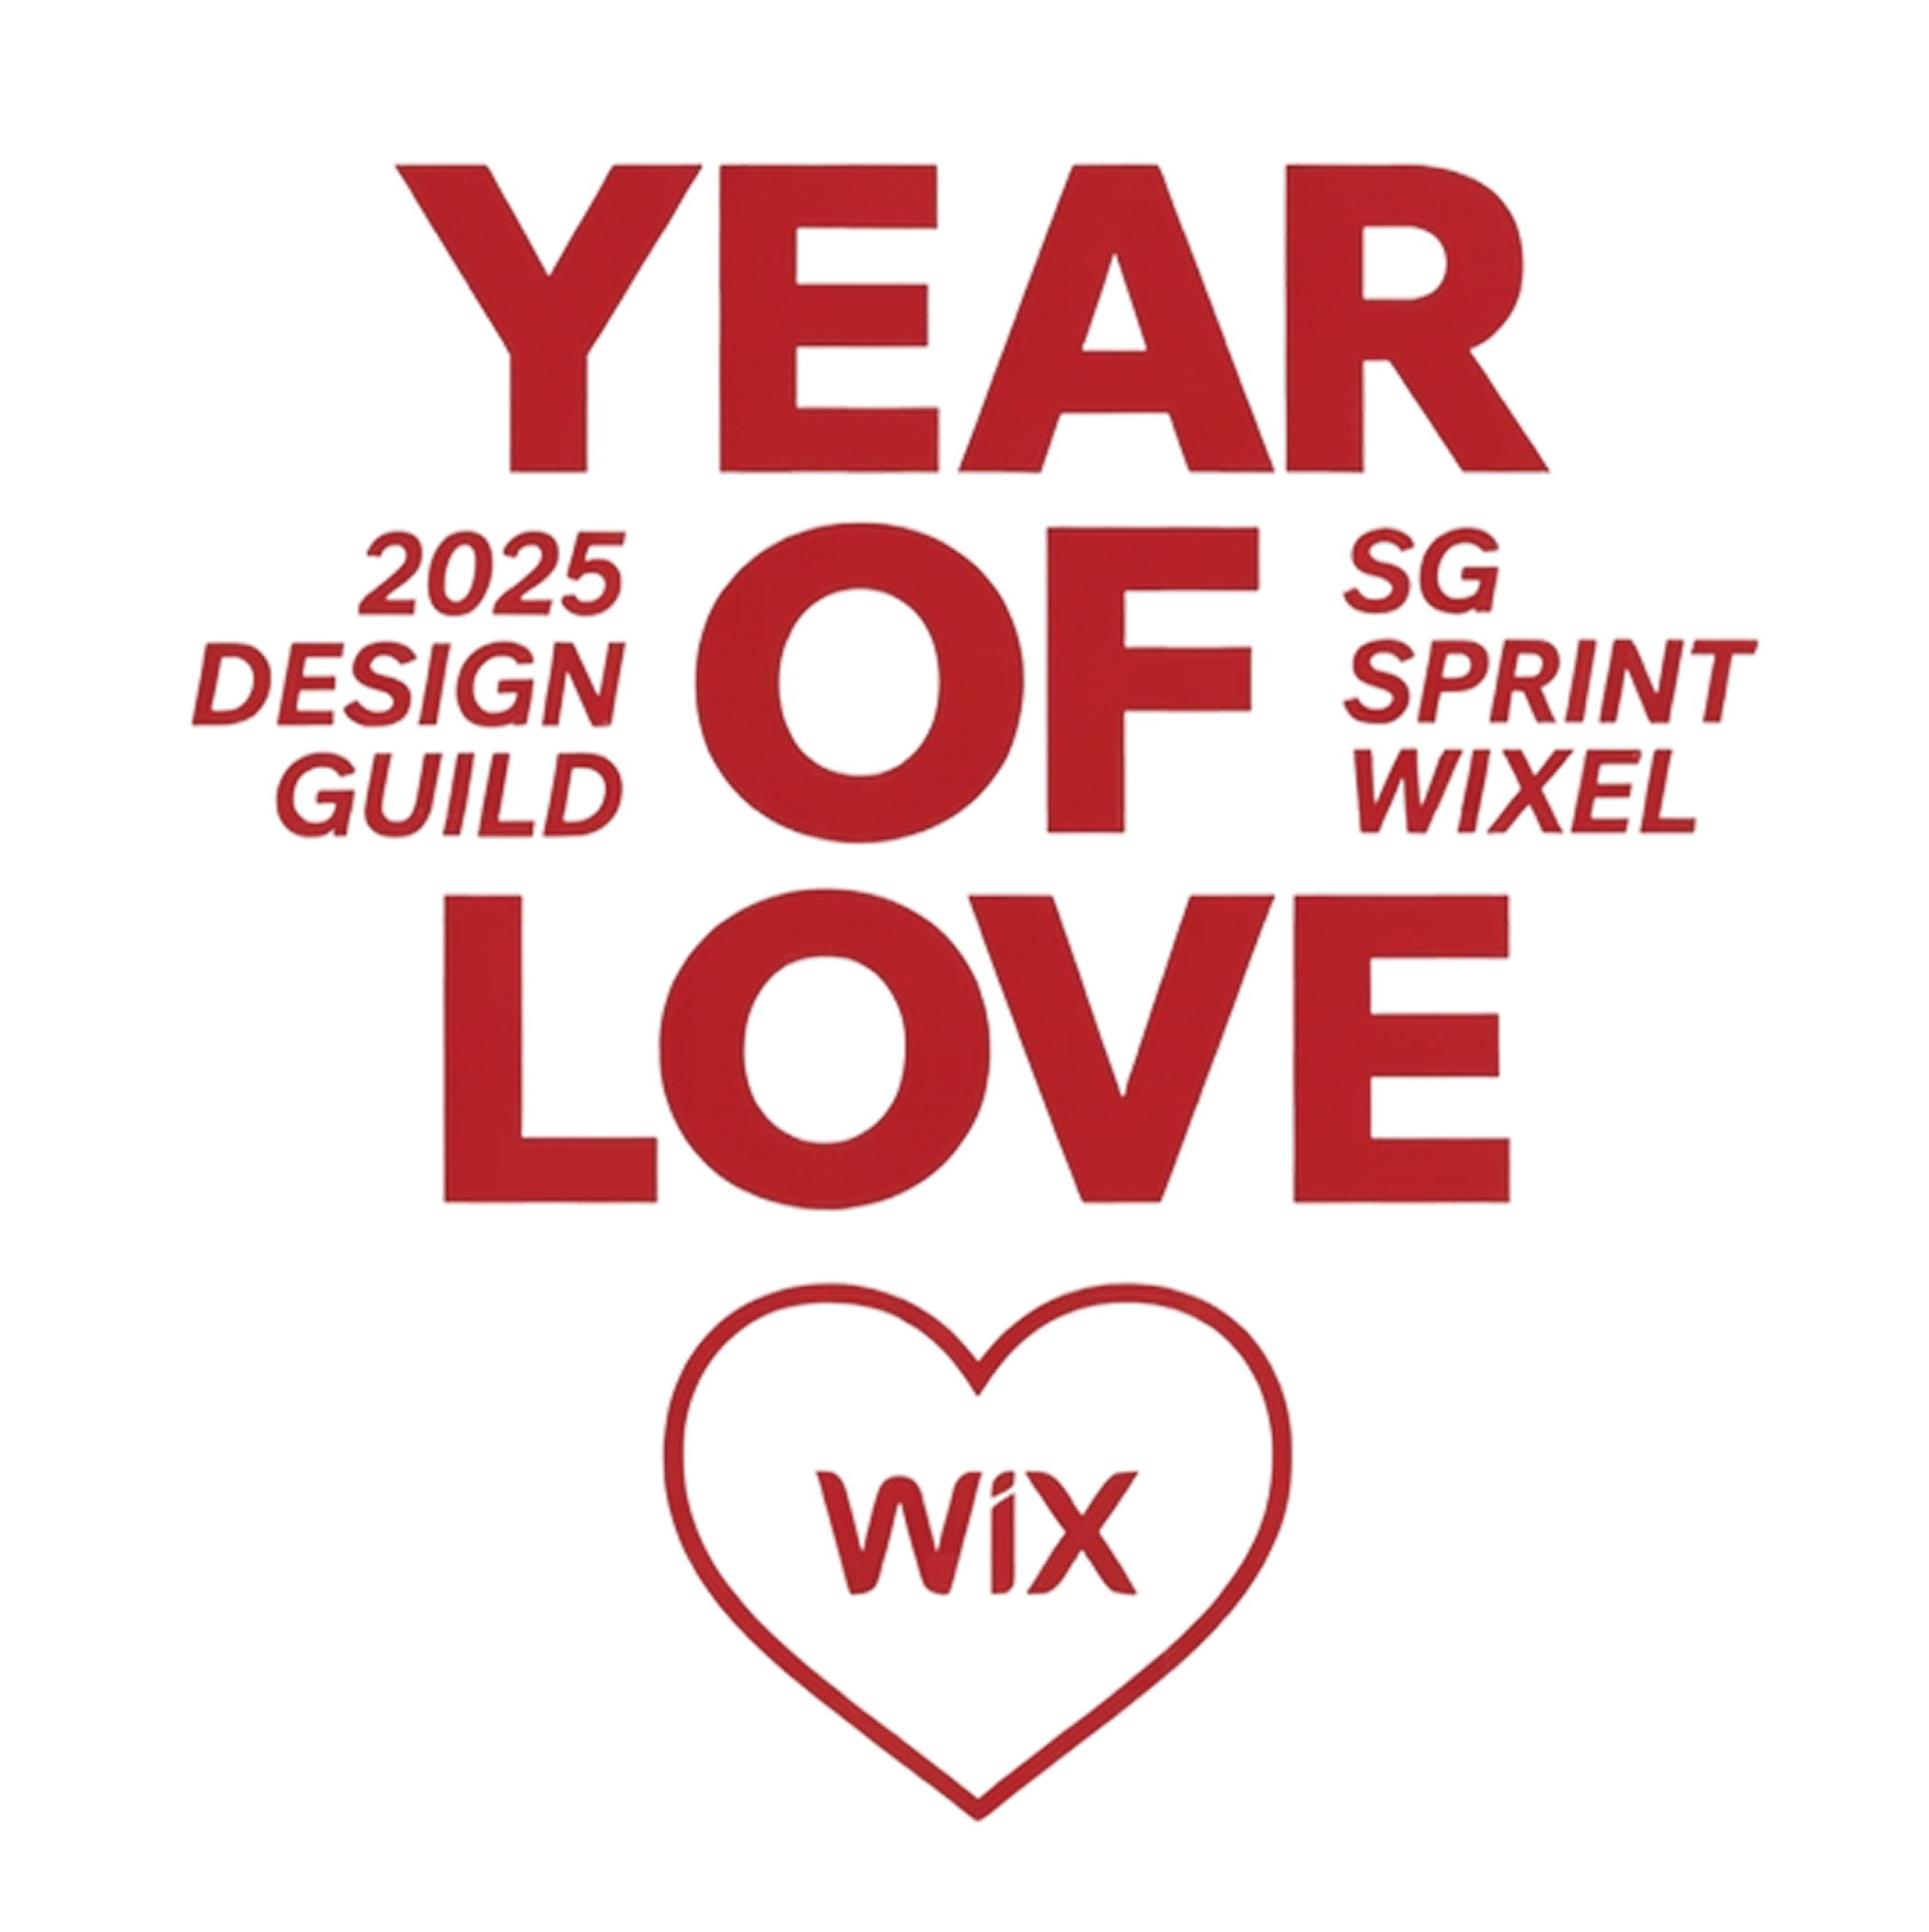 YEAR
2025
DESIGN
GUILD
OF
SG
SPRINT
WIXEL
LOVE
WiX